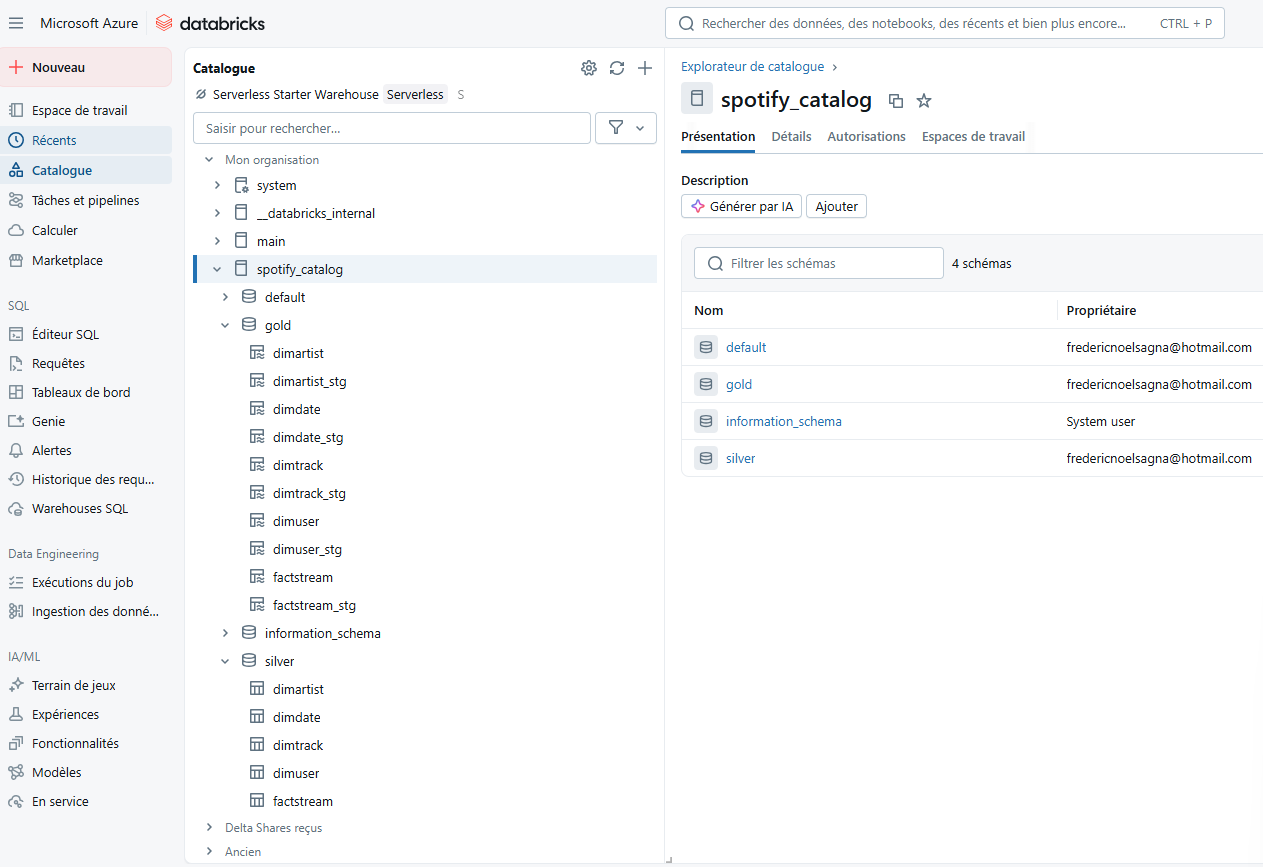 Microsoft Azure
databricks
Rechercher des données, des notebooks, des récents et bien plus encore...
CTRL + P
Nouveau
Espace de travail
Récents
Catalogue
Tâches et pipelines
Calculer
Marketplace
SQL
Éditeur SQL
Requêtes
Tableaux de bord
Genie
Alertes
Historique des requ...
Warehouses SQL
Data Engineering
Exécutions du job
Ingestion des donné...
IA/ML
Terrain de jeux
Expériences
Fonctionnalités
Modèles
En service
Catalogue
Serverless Starter Warehouse Serverless S
Saisir pour rechercher...
Mon organisation
system
__databricks_internal
main
spotify_catalog
default
gold
dimartist
dimartist_stg
dimdate
dimdate_stg
dimtrack
dimtrack_stg
dimuser
dimuser_stg
factstream
factstream_stg
information_schema
silver
dimartist
dimdate
dimtrack
dimuser
factstream
Delta Shares reçus
Ancien
Explorateur de catalogue
spotify_catalog
Présentation Détails Autorisations Espaces de travail
Description
Générer par IA Ajouter
Filtrer les schémas 4 schémas
Nom Propriétaire
default fredericnoelsagna@hotmail.com
gold fredericnoelsagna@hotmail.com
information_schema System user
silver fredericnoelsagna@hotmail.com